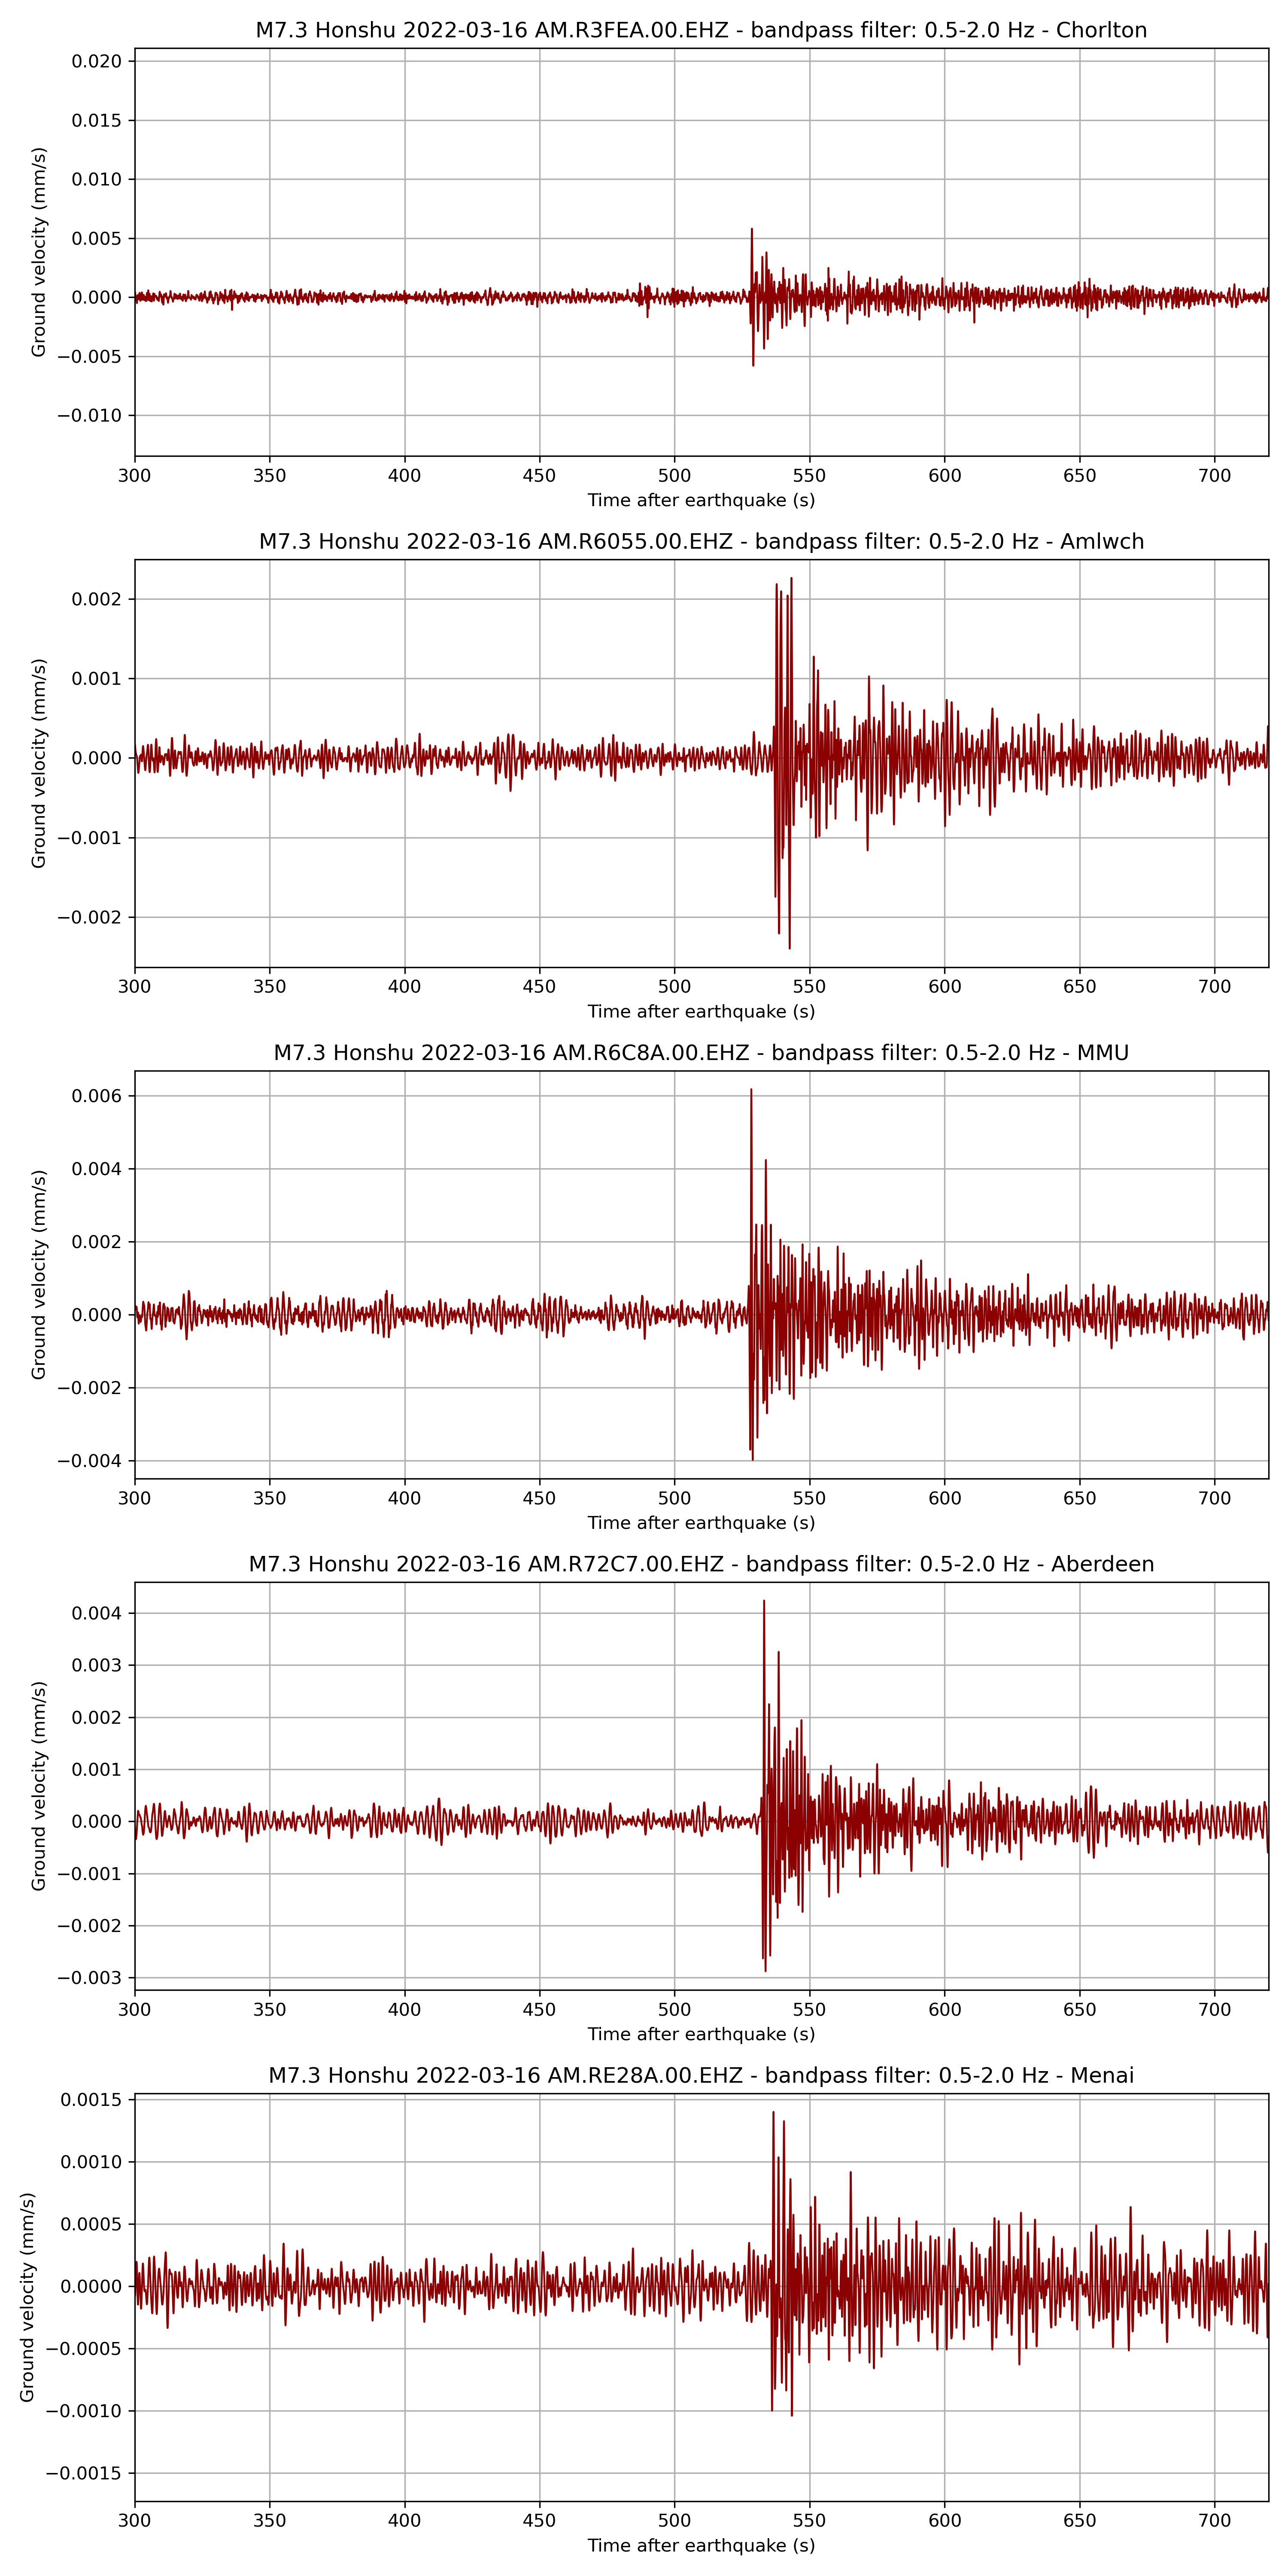 M7.3 Honshu 2022-03-16 AM.R3FEA.00.EHZ - bandpass filter: 0.5-2.0 Hz - Chorlton
0.020
0.015
0.010
0.005
0.000
−0.005
−0.010
Ground velocity (mm/s)
300 350 400 450 500 550 600 650 700
Time after earthquake (s)
M7.3 Honshu 2022-03-16 AM.R6055.00.EHZ - bandpass filter: 0.5-2.0 Hz - Amlwch
0.002
0.001
0.000
−0.001
−0.002
Ground velocity (mm/s)
300 350 400 450 500 550 600 650 700
Time after earthquake (s)
M7.3 Honshu 2022-03-16 AM.R6C8A.00.EHZ - bandpass filter: 0.5-2.0 Hz - MMU
0.006
0.004
0.002
0.000
−0.002
−0.004
Ground velocity (mm/s)
300 350 400 450 500 550 600 650 700
Time after earthquake (s)
M7.3 Honshu 2022-03-16 AM.R72C7.00.EHZ - bandpass filter: 0.5-2.0 Hz - Aberdeen
0.004
0.003
0.002
0.001
0.000
−0.001
−0.002
−0.003
Ground velocity (mm/s)
300 350 400 450 500 550 600 650 700
Time after earthquake (s)
M7.3 Honshu 2022-03-16 AM.RE28A.00.EHZ - bandpass filter: 0.5-2.0 Hz - Menai
0.0015
0.0010
0.0005
0.0000
−0.0005
−0.0010
−0.0015
Ground velocity (mm/s)
300 350 400 450 500 550 600 650 700
Time after earthquake (s)